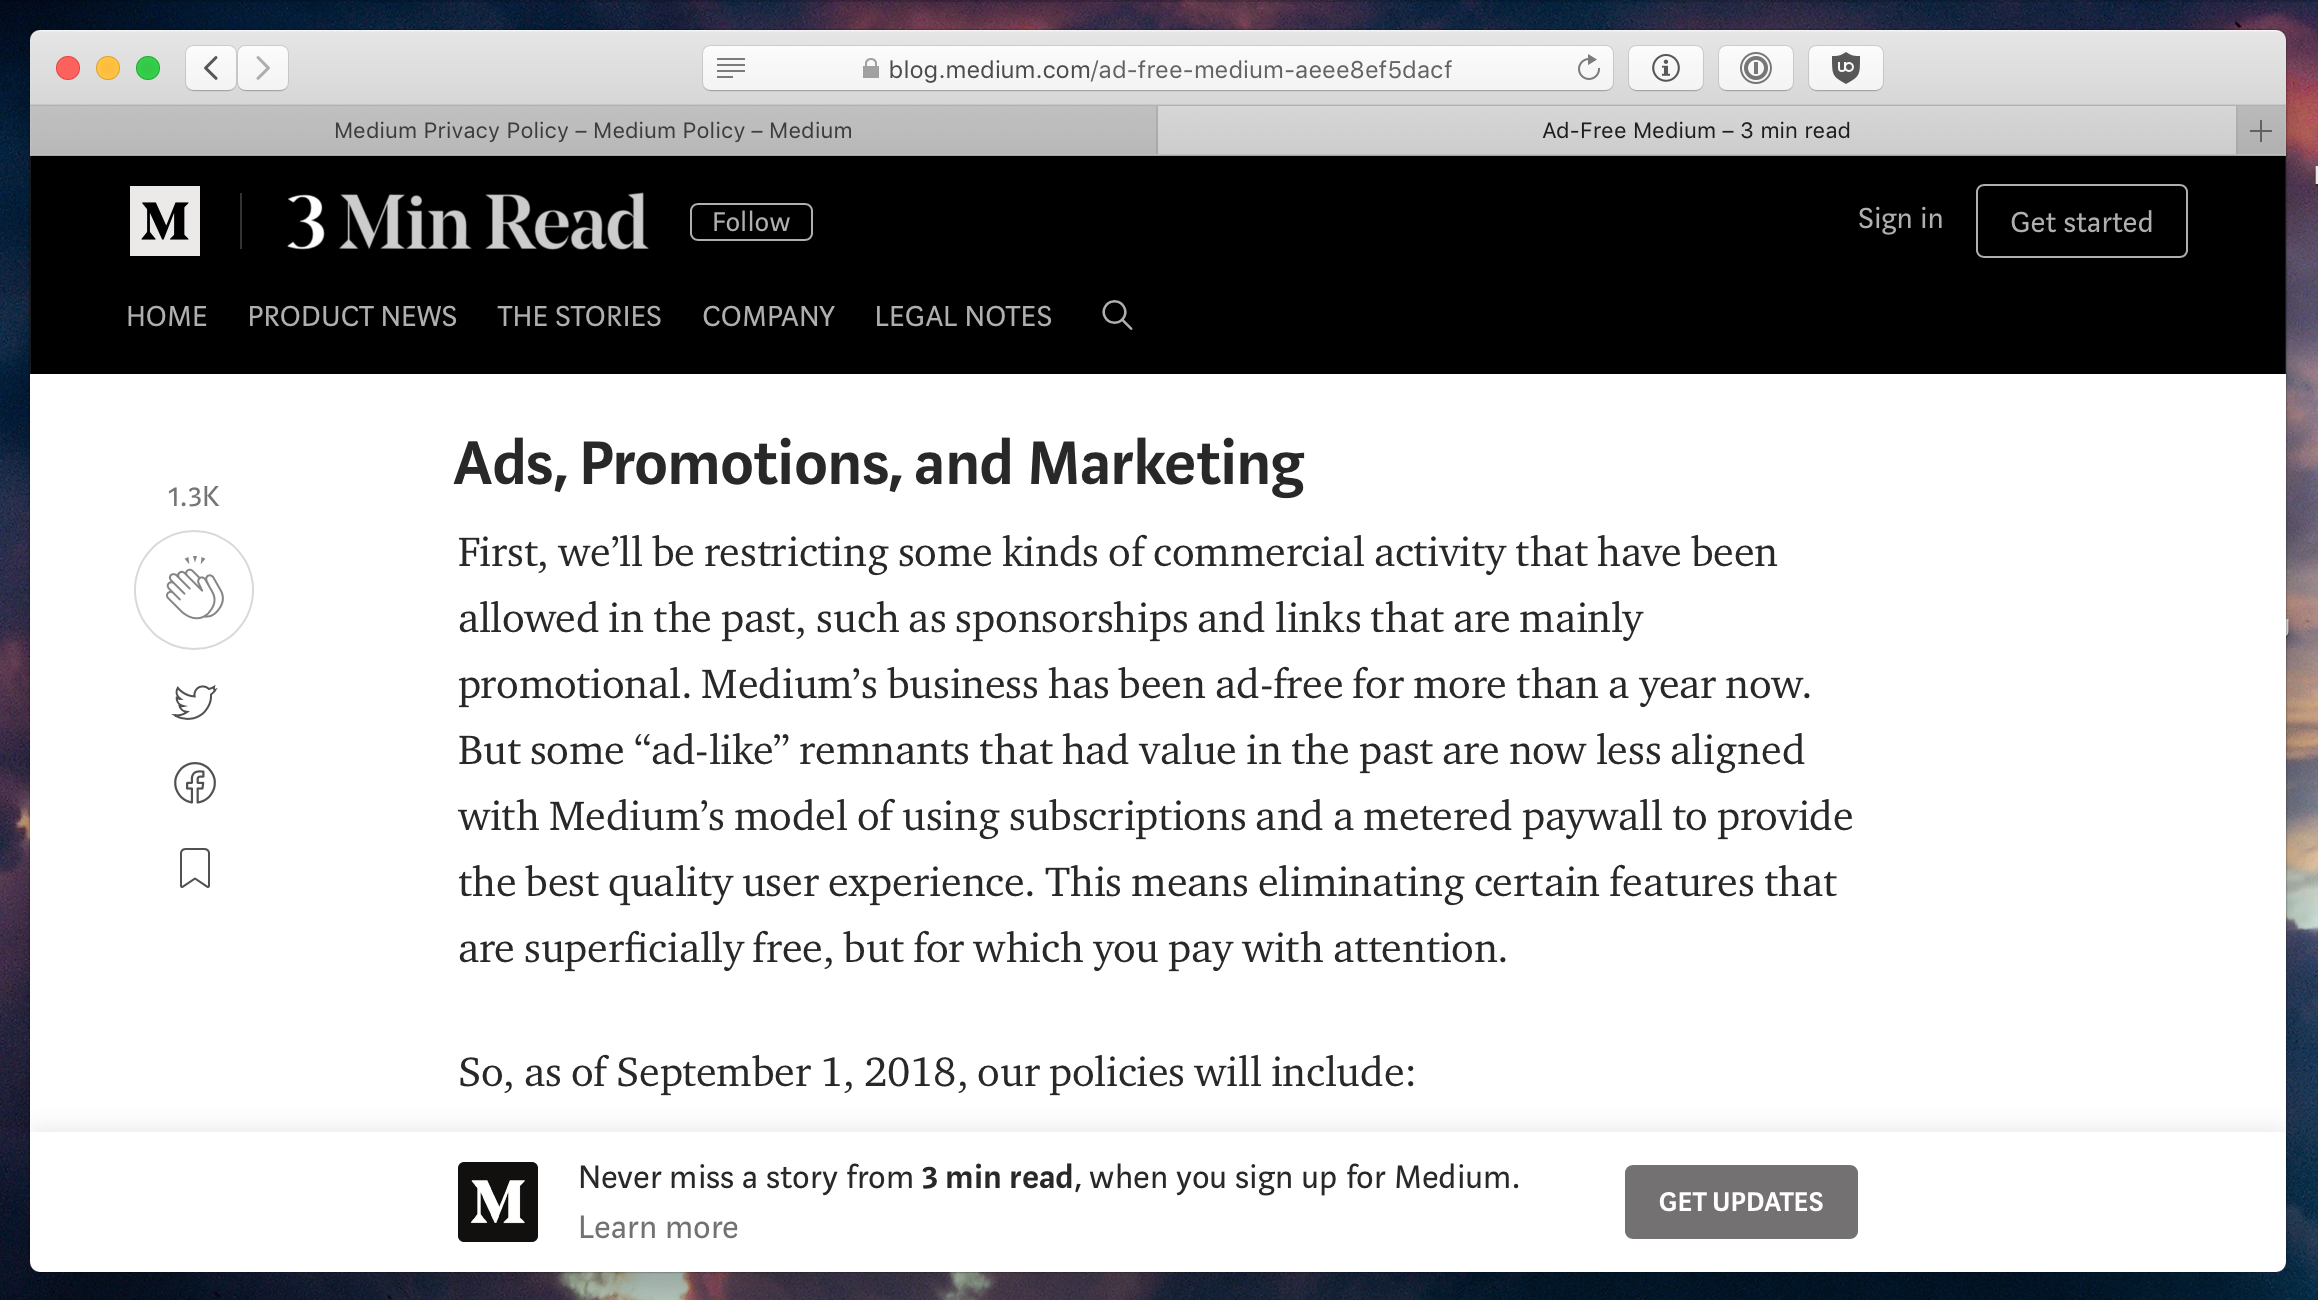 blog.medium.com/ad-free-medium-aeee8ef5dacf
Medium Privacy Policy – Medium Policy – Medium
Ad-Free Medium – 3 min read
M
3 Min Read
Follow
Sign in
Get started
HOME
PRODUCT NEWS
THE STORIES
COMPANY
LEGAL NOTES
Ads, Promotions, and Marketing
1.3K
First, we’ll be restricting some kinds of commercial activity that have been
allowed in the past, such as sponsorships and links that are mainly
promotional. Medium’s business has been ad-free for more than a year now.
But some “ad-like” remnants that had value in the past are now less aligned
with Medium’s model of using subscriptions and a metered paywall to provide
the best quality user experience. This means eliminating certain features that
are superficially free, but for which you pay with attention.
So, as of September 1, 2018, our policies will include:
M
Never miss a story from 3 min read, when you sign up for Medium.
Learn more
GET UPDATES